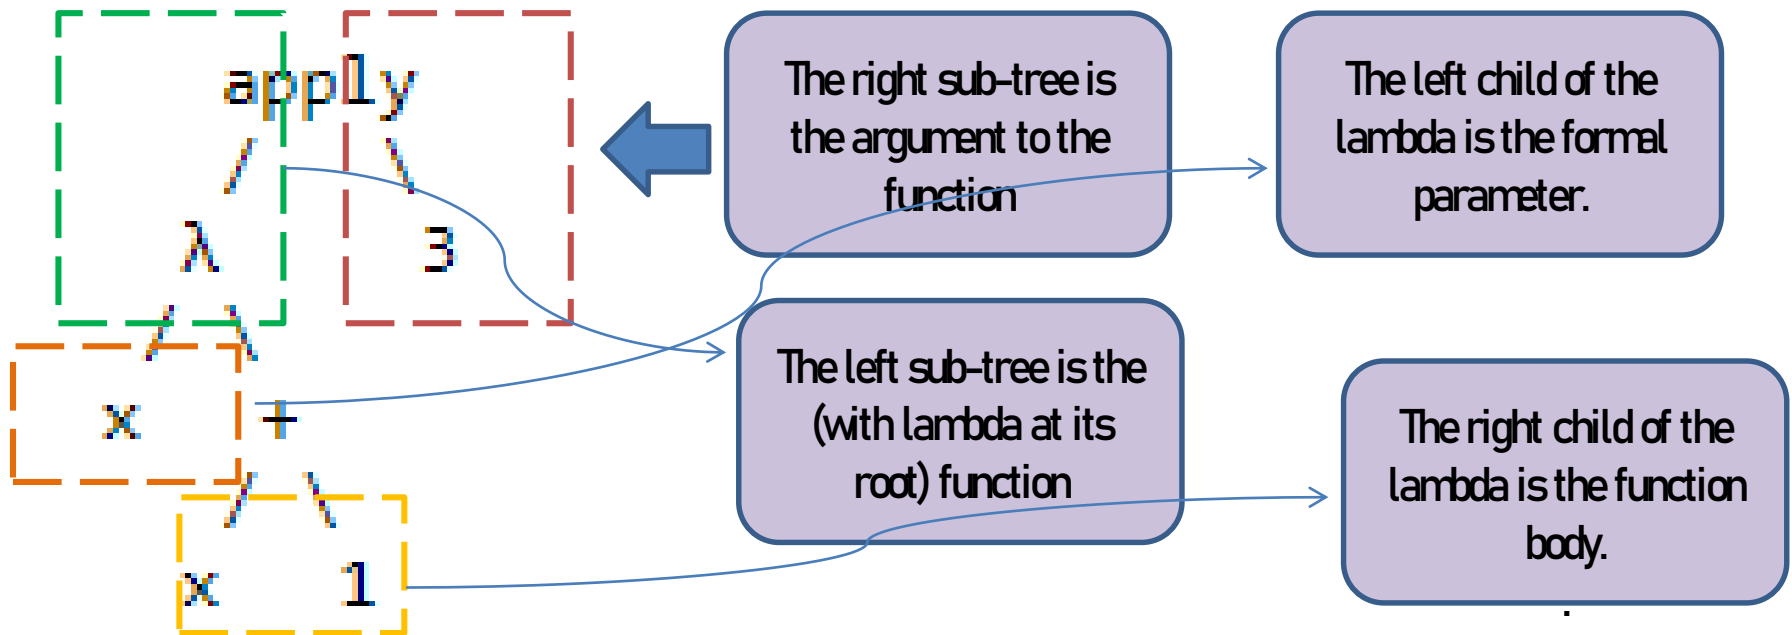 apply
/ \
λ 3
/ \
x +
/ \
x 1
The right sub-tree is
the argument to the
function
The left child of the
lambda is the formal
parameter.
The left sub-tree is the
(with lambda at its
root) function
The right child of the
lambda is the function
body.
.